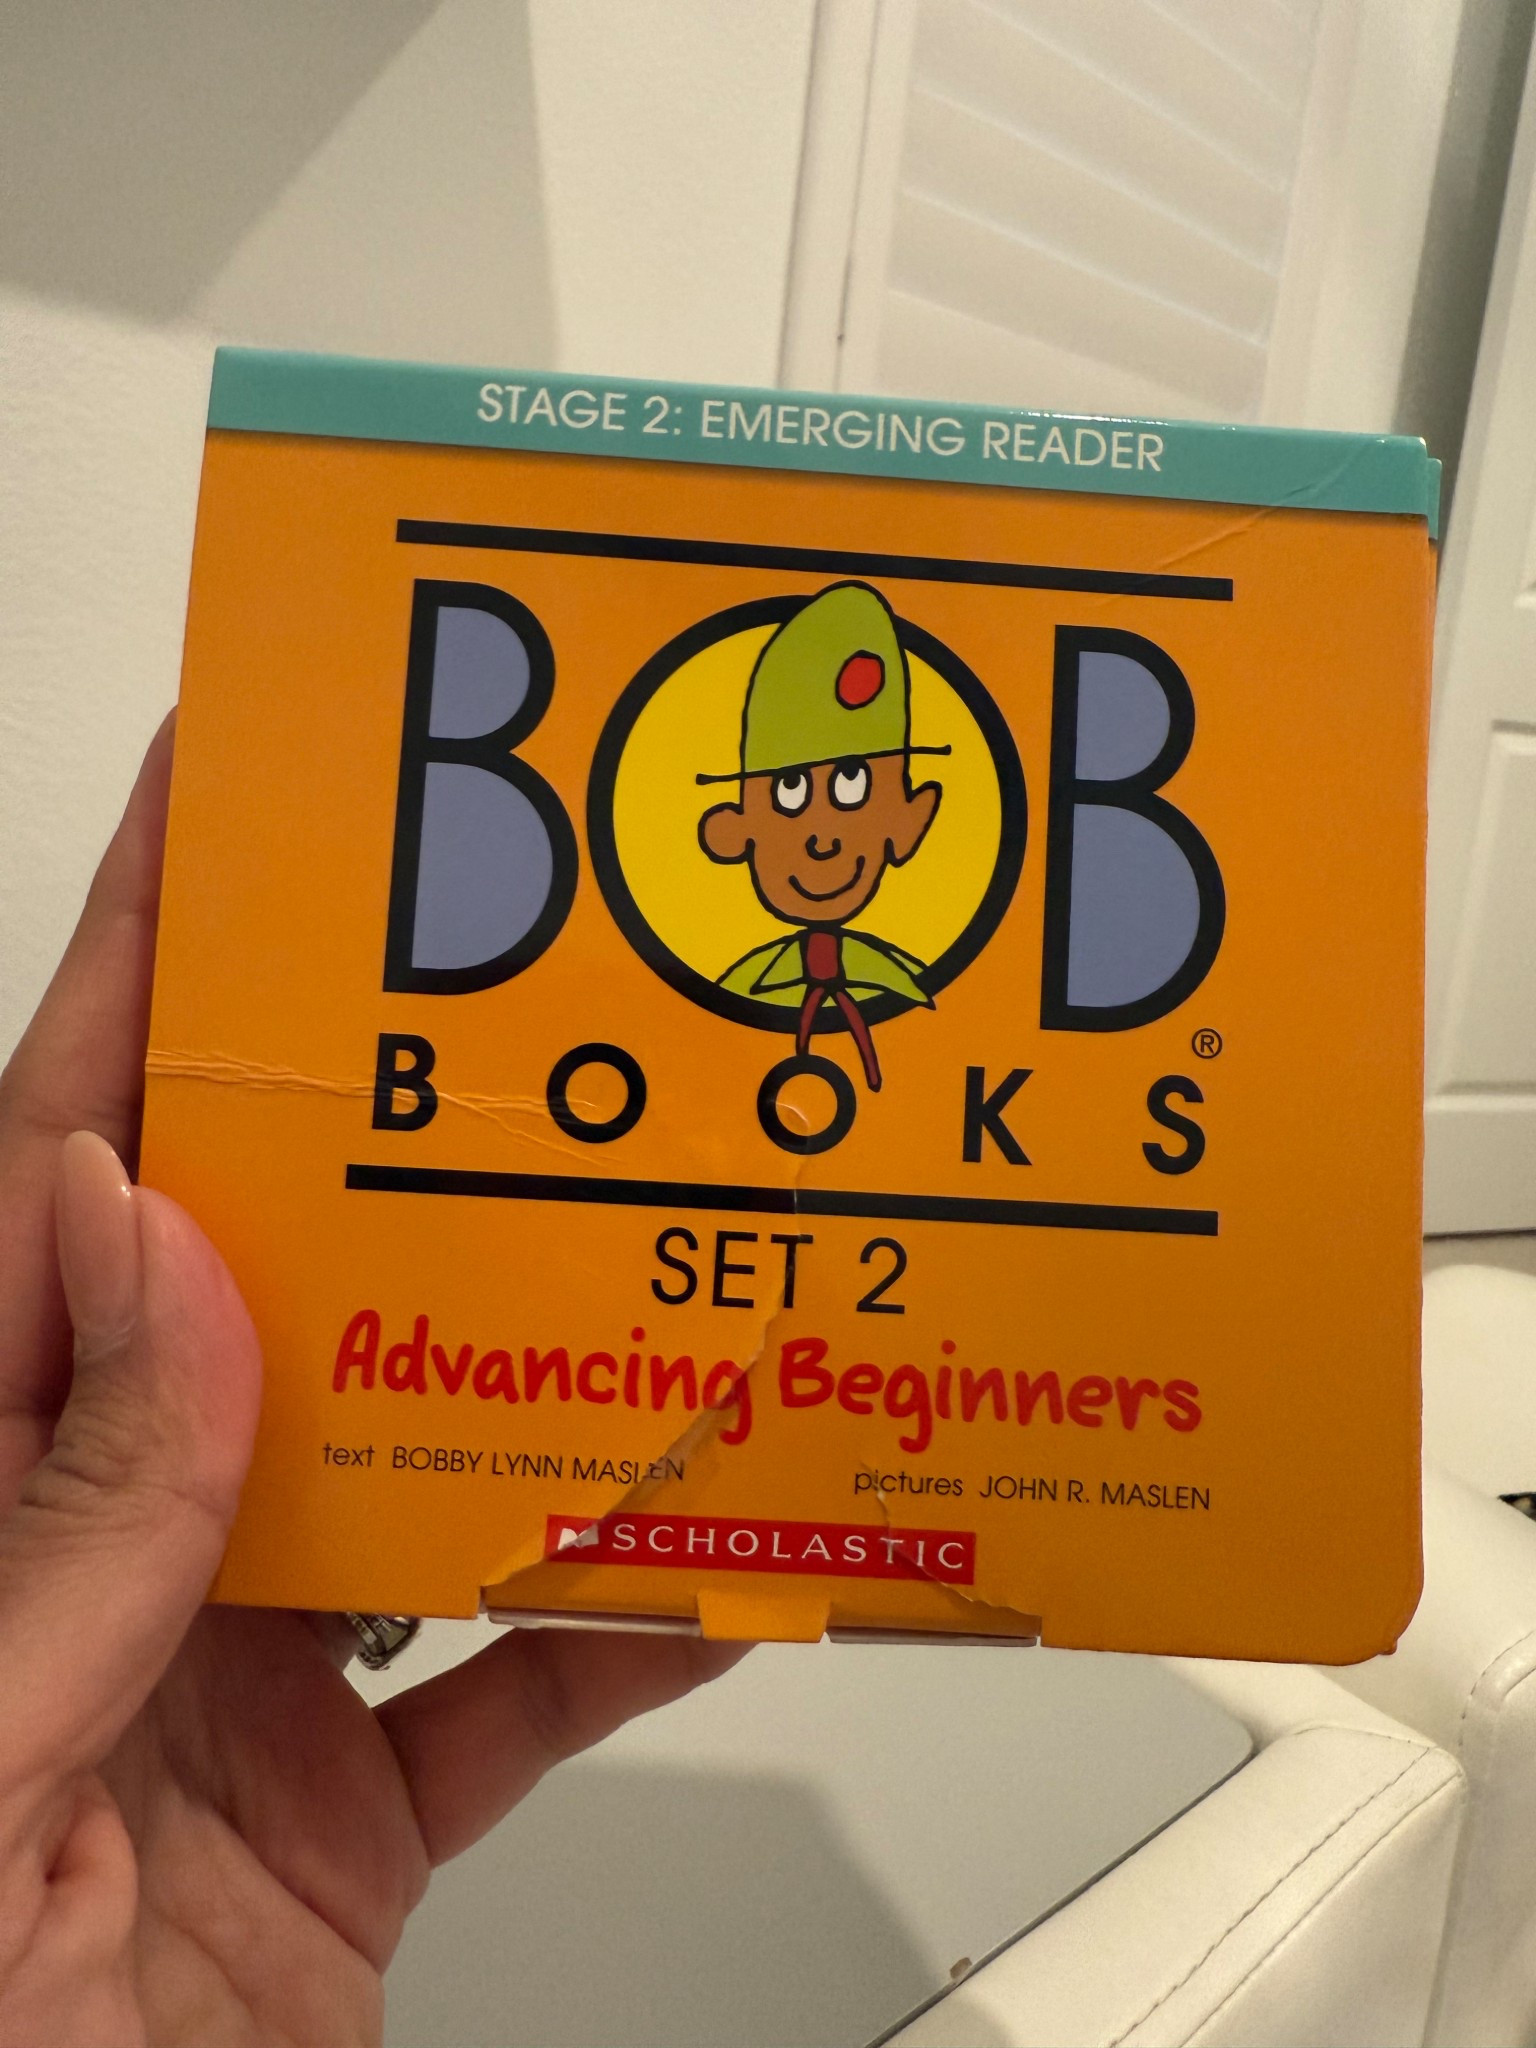 STAGE 2: EMERGING READER
BOB
BOOKS®
SET 2
Advancing Beginners
text BOBBY LYNN MASLEN
pictures JOHN R. MASLEN
SCHOLASTIC